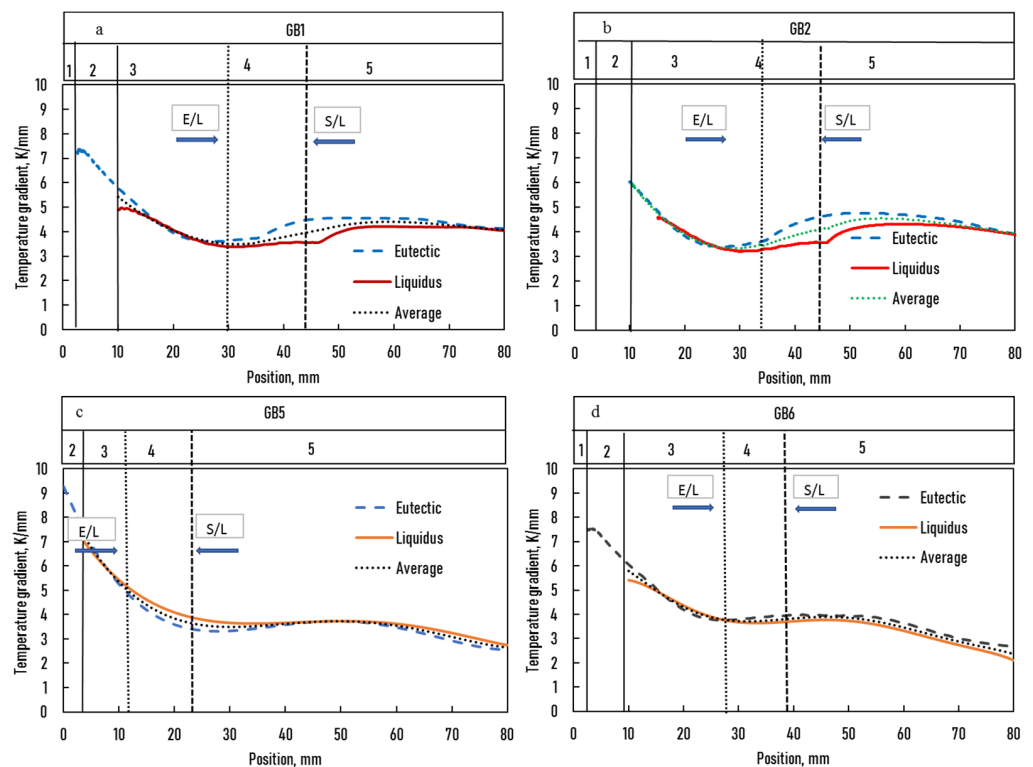 a
GB1
1 2 3 4 5
10
9
8
7
6
5
4
3
2
1
0
Temperature gradient, K/mm
E/L
S/L
Eutectic
Liquidus
Average
0 10 20 30 40 50 60 70 80
Position, mm
b
GB2
1 2 3 4 5
10
9
8
7
6
5
4
3
2
1
0
Temperature gradient, K/mm
E/L
S/L
Eutectic
Liquidus
Average
0 10 20 30 40 50 60 70 80
Position, mm
c
GB5
2 3 4 5
10
9
8
7
6
5
4
3
2
1
0
Temperature gradient, K/mm
E/L
S/L
Eutectic
Liquidus
Average
0 10 20 30 40 50 60 70 80
Position, mm
d
GB6
1 2 3 4 5
10
9
8
7
6
5
4
3
2
1
0
Temperature gradient, K/mm
E/L
S/L
Eutectic
Liquidus
Average
0 10 20 30 40 50 60 70 80
Position, mm